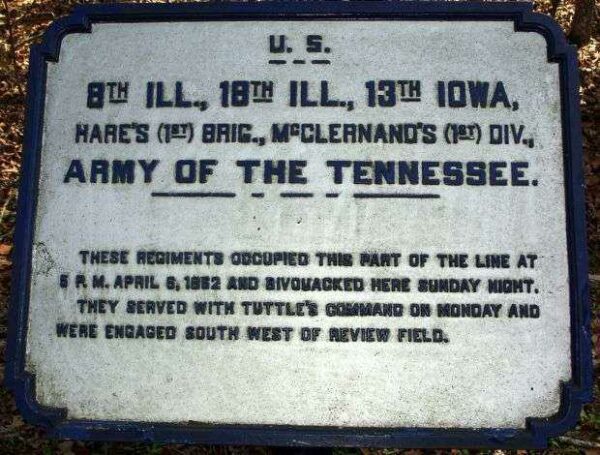 U. S.
8TH ILL., 18TH ILL., 13TH IOWA,
HARE'S (1ST) BRIG., MCCLERNAND'S (1ST) DIV.,
ARMY OF THE TENNESSEE.
THESE REGIMENTS OCCUPIED THIS PART OF THE LINE AT
5 P. M. APRIL 6, 1862 AND BIVOUACKED HERE SUNDAY NIGHT.
THEY SERVED WITH TUTTLE'S COMMAND ON MONDAY AND
WERE ENGAGED SOUTH WEST OF REVIEW FIELD.